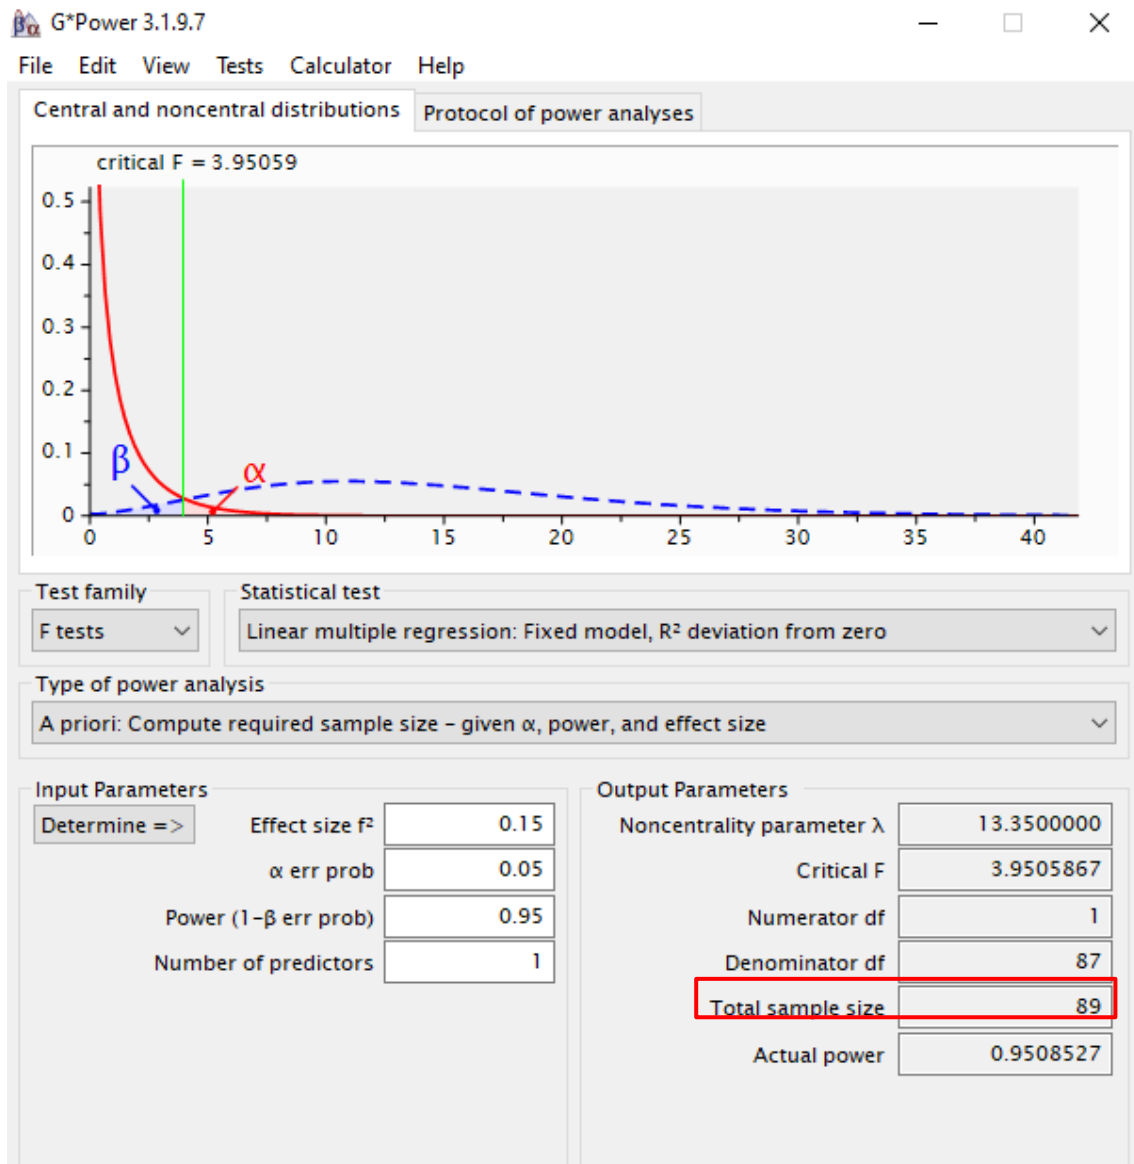 G*Power 3.1.9.7
File Edit View Tests Calculator Help
Central and noncentral distributions Protocol of power analyses
critical F = 3.95059
0.5
0.4
0.3
0.2
0.1
β α
0
0 5 10 15 20 25 30 35 40
Test family Statistical test
F tests Linear multiple regression: Fixed model, R² deviation from zero
Type of power analysis
A priori: Compute required sample size – given α, power, and effect size
Input Parameters Output Parameters
Determine => Effect size f² 0.15 Noncentrality parameter λ 13.3500000
α err prob 0.05 Critical F 3.9505867
Power (1–β err prob) 0.95 Numerator df 1
Number of predictors 1 Denominator df 87
Total sample size 89
Actual power 0.9508527